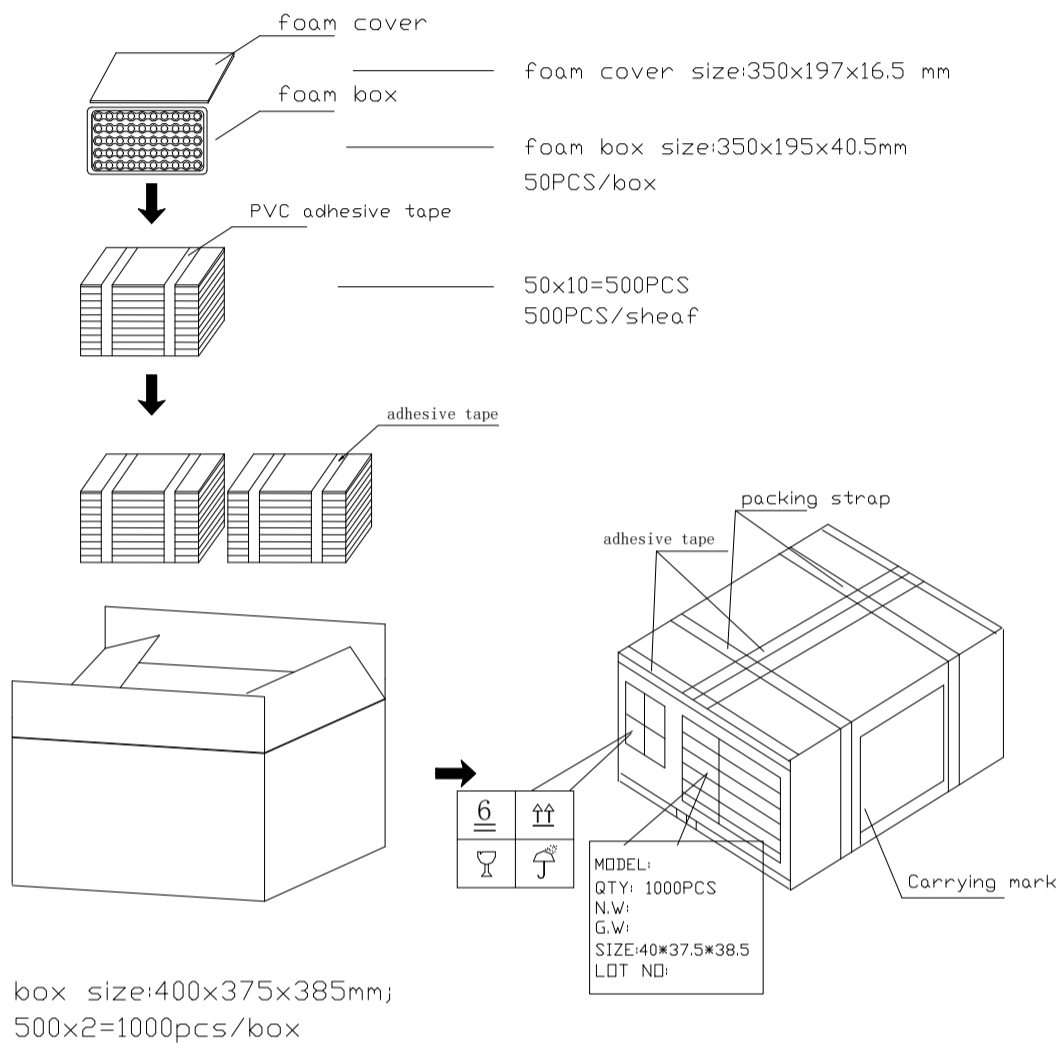 foam cover
foam cover size:350x197x16.5 mm
foam box
foam box size:350x195x40.5mm
50PCS/box
PVC adhesive tape
50x10=500PCS
500PCS/sheaf
adhesive tape
packing strap
adhesive tape
6
MODEL:
QTY: 1000PCS
N.W:
G.W:
SIZE:40*37.5*38.5
LOT NO:
Carrying mark
box size:400x375x385mm;
500x2=1000pcs/box